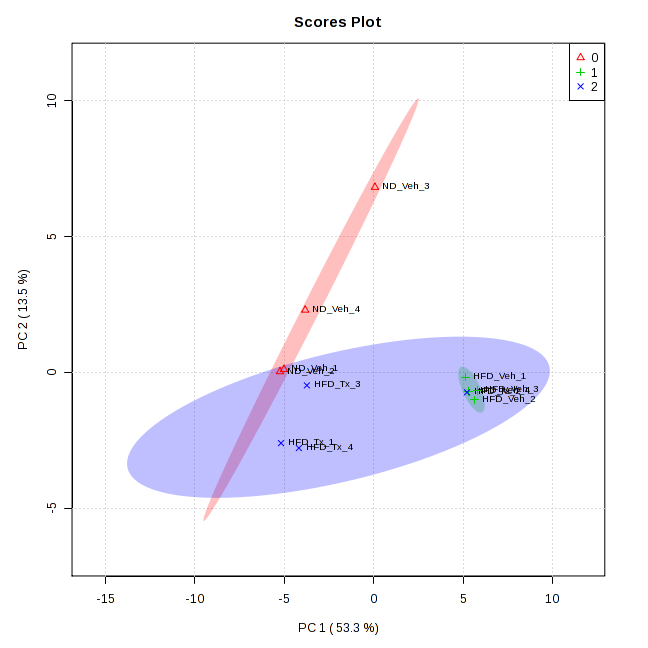 Scores Plot
0
1
2
10
5
0
-5
PC 2 ( 13.5 %)
ND_Veh_3
ND_Veh_4
ND_Veh_1
ND_Veh_2
HFD_Tx_3
HFD_Tx_1
HFD_Tx_4
HFD_Veh_1
HFD_Veh_3
HFD_Veh_2
-15
-10
-5
0
5
10
PC 1 ( 53.3 %)